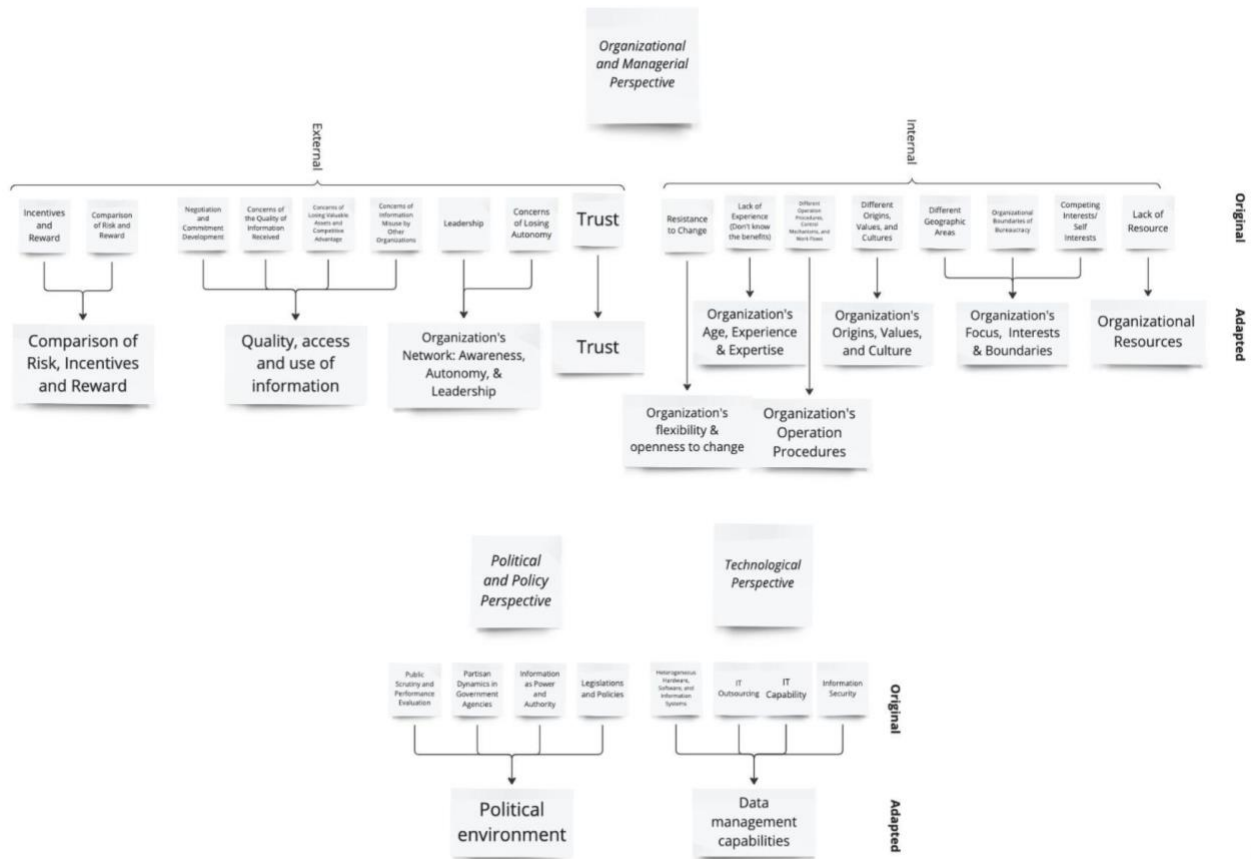 Organizational
and Managerial
Perspective
External
Internal
Incentives
and
Reward
Comparison
of Risk and
Reward
Negotiation
and
Commitment
Development
Concerns of
the Quality of
Information
Received
Concerns of
Losing Valuable
Assets and
Competitive
Advantage
Concerns of
Information
Misuse by
Other
Organizations
Leadership
Concerns
of Losing
Autonomy
Trust
Resistance
to Change
Lack of
Experience
(Don't know
the benefits)
Different
Operation
Procedures,
Control
Mechanisms, and
Work Flows
Different
Origins,
Values, and
Cultures
Different
Geographic
Areas
Organizational
Boundaries of
Bureaucracy
Competing
Interests/
Self
Interests
Lack of
Resource
Original
Comparison of
Risk, Incentives
and Reward
Quality, access
and use of
information
Organization's
Network: Awareness,
Autonomy, &
Leadership
Trust
Organization's
Age, Experience
& Expertise
Organization's
Origins, Values,
and Culture
Organization's
Focus, Interests
& Boundaries
Organizational
Resources
Adapted
Organization's
flexibility &
openness to change
Organization's
Operation
Procedures
Political
and Policy
Perspective
Technological
Perspective
Public
Scrutiny and
Performance
Evaluation
Partisan
Dynamics in
Government
Agencies
Information
as Power
and
Authority
Legislations
and Policies
Heterogeneous
Hardware,
Software, and
Information
Systems
IT
Outsourcing
IT
Capability
Information
Security
Original
Political
environment
Data
management
capabilities
Adapted